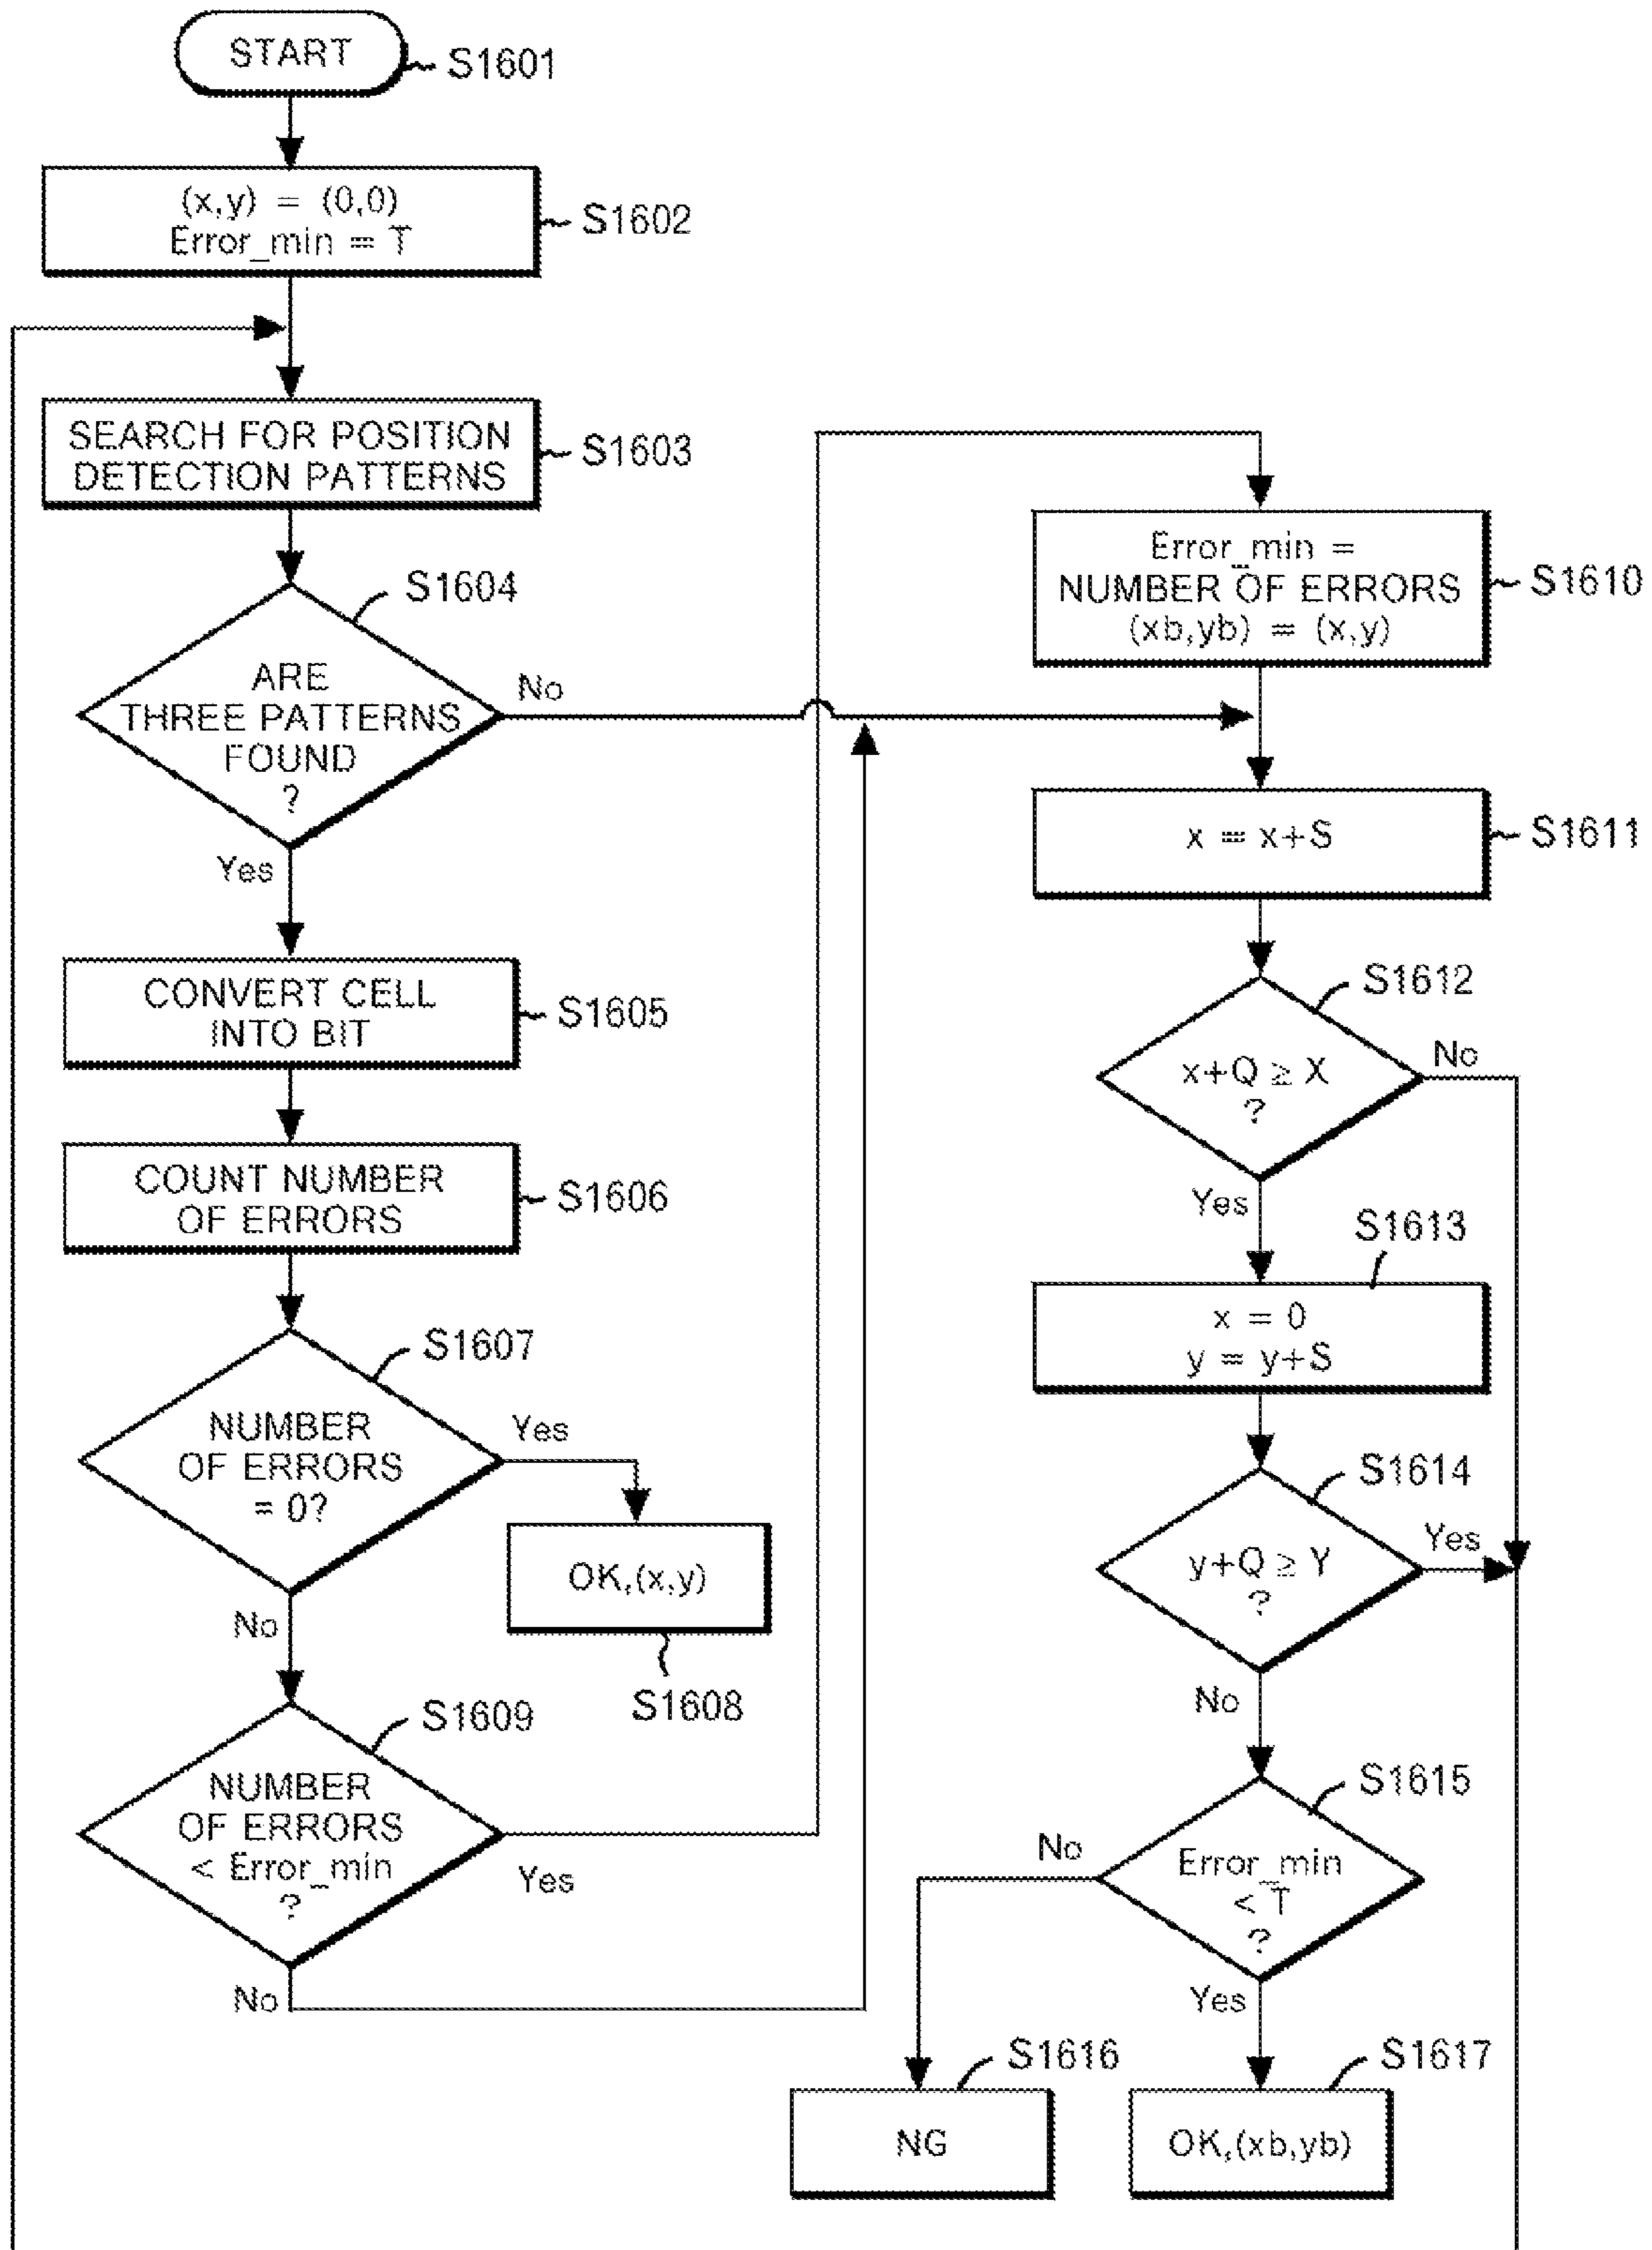 START
S1601
(x,y) = (0,0)
Error_min = T
S1602
SEARCH FOR POSITION
DETECTION PATTERNS
S1603
S1604
ARE
THREE PATTERNS
FOUND
?
No
Yes
CONVERT CELL
INTO BIT
S1605
COUNT NUMBER
OF ERRORS
S1606
S1607
NUMBER
OF ERRORS
= 0?
Yes
No
OK,(x,y)
S1608
S1609
NUMBER
OF ERRORS
< Error_min
?
Yes
No
Error_min =
NUMBER OF ERRORS
(xb,yb) = (x,y)
S1610
x = x+S
S1611
S1612
x+Q ≥ X
?
No
Yes
S1613
x = 0
y = y+S
S1614
y+Q ≥ Y
?
Yes
No
S1615
Error_min
< T
?
No
Yes
S1616
NG
S1617
OK,(xb,yb)